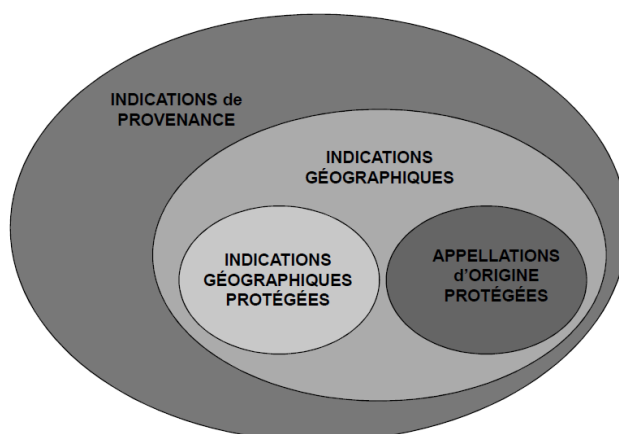 INDICATIONS de
PROVENANCE
INDICATIONS
GÉOGRAPHIQUES
INDICATIONS
GÉOGRAPHIQUES
PROTÉGÉES
APPELLATIONS
d'ORIGINE
PROTÉGÉES